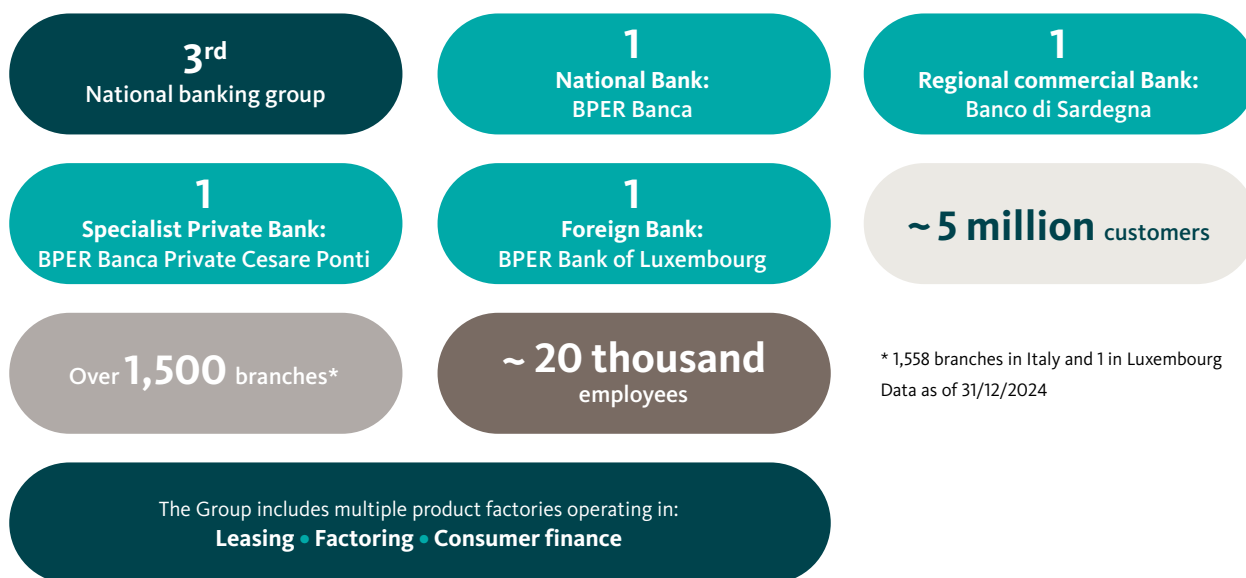 3rd
National banking group
1
National Bank:
BPER Banca
1
Regional commercial Bank:
Banco di Sardegna
1
Specialist Private Bank:
BPER Banca Private Cesare Ponti
1
Foreign Bank:
BPER Bank of Luxembourg
~ 5 million customers
Over 1,500 branches*
~ 20 thousand
employees
* 1,558 branches in Italy and 1 in Luxembourg
Data as of 31/12/2024
The Group includes multiple product factories operating in:
Leasing • Factoring • Consumer finance